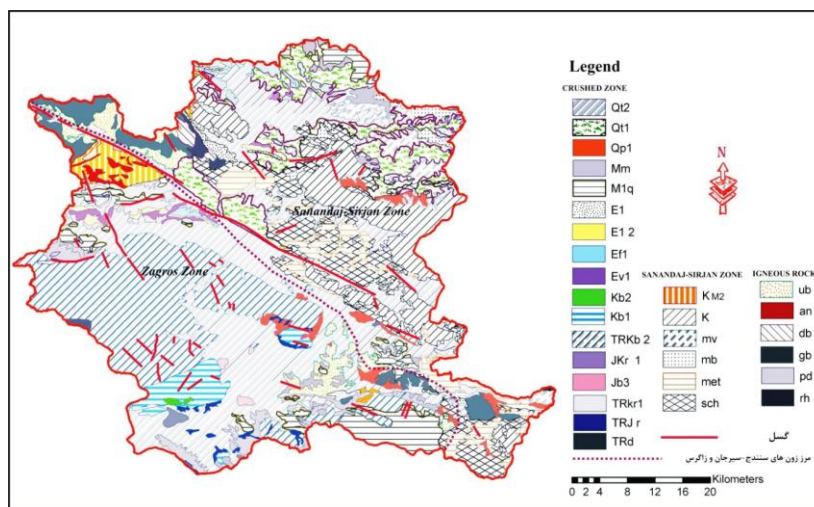 Legend
CRUSHED ZONE
Qt2
Qt1
Qp1
Mm
M1q
E1
E1 2
Ef1
Ev1
Kb2
Kb1
TRKb 2
JKr 1
Jb3
TRkr1
TRJ r
TRd
SANANDAJ-SIRJAN ZONE
K M2
K
mv
mb
met
sch
IGNEOUS ROCK
ub
an
db
gb
pd
rh
گسل
مرز زون های سنندج-سیرجان و زاگرس
Kilometers
0 2 4 8 12 16 20
N
Sanandaj-Sirjan Zone
Zagros Zone